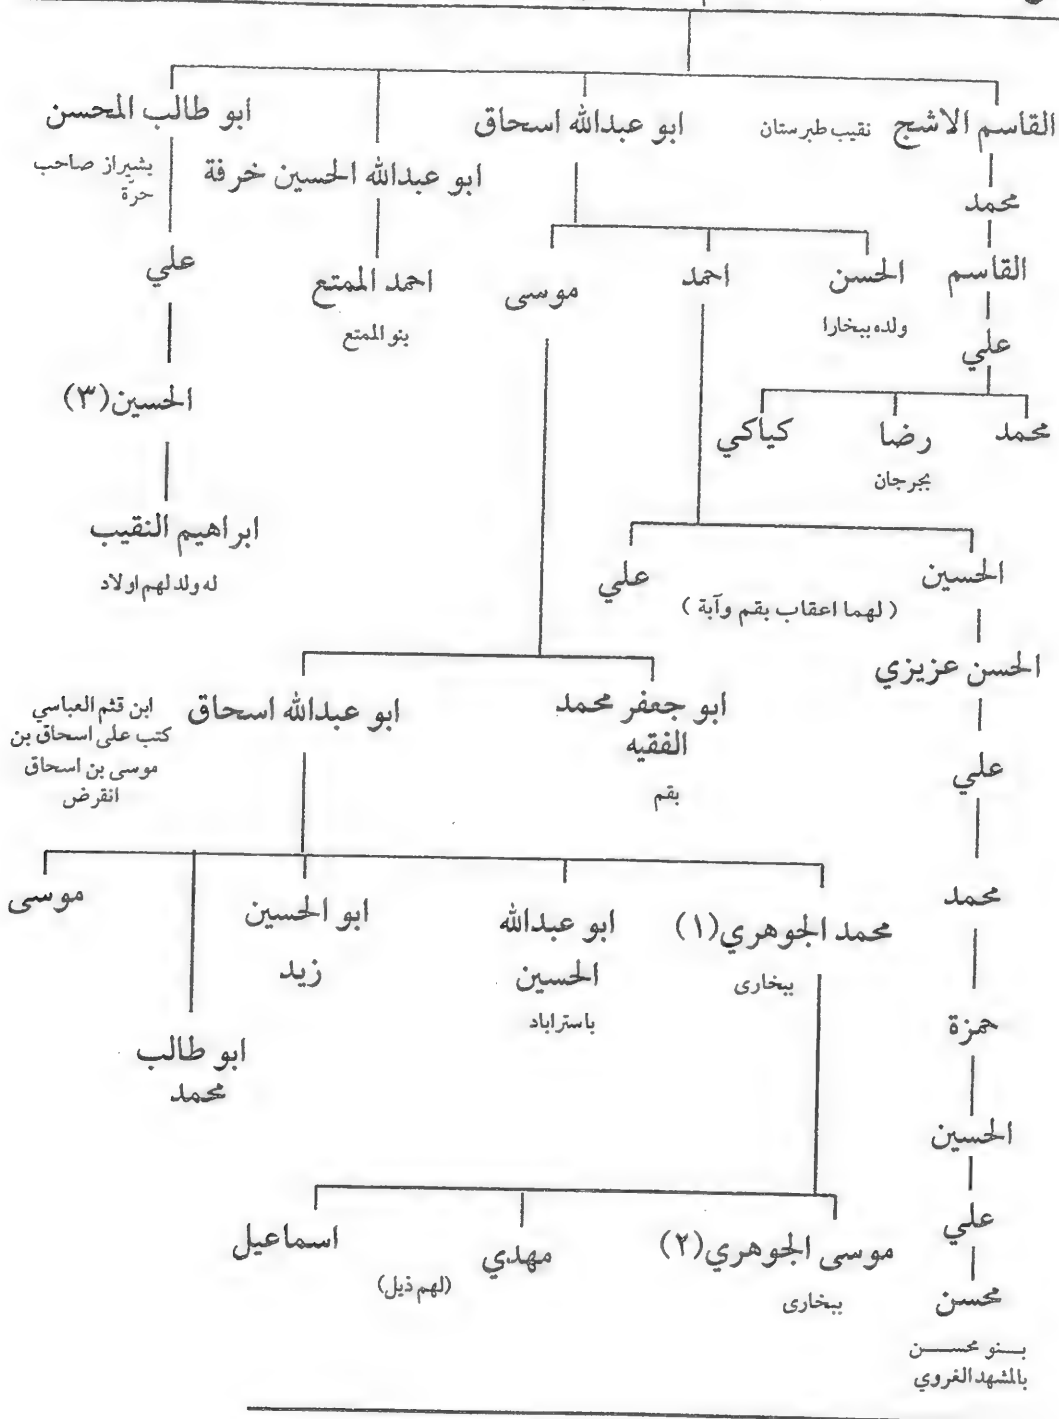 القاسم الاشج
نقيب طبرستان
ابو عبدالله اسحاق
ابو طالب المحسن
بشيراز صاحب
حرّة
ابو عبدالله الحسين خرفة
محمد
القاسم
الحسن
ولده ببخارا
احمد
موسى
احمد الممتع
بنو الممتع
علي
علي
محمد
رضا
بجرجان
كياكي
الحسين (٣)
ابراهيم النقيب
له ولد لهم اولاد
الحسين
علي
(لهما اعقاب بقم وآبة)
الحسن عزيزي
ابو جعفر محمد
الفقيه
بقم
ابو عبدالله اسحاق
ابن قثم العباسي
كتب على اسحاق بن
موسى بن اسحاق
انقرض
علي
محمد
محمد الجوهري (١)
ببخارى
ابو عبدالله
الحسين
باستراباد
ابو الحسين
زيد
موسى
ابو طالب
محمد
حمزة
الحسين
علي
موسى الجوهري (٢)
ببخارى
مهدي
اسماعيل
(لهم ذيل)
محسن
بنو محسن
بالمشهد الغروي